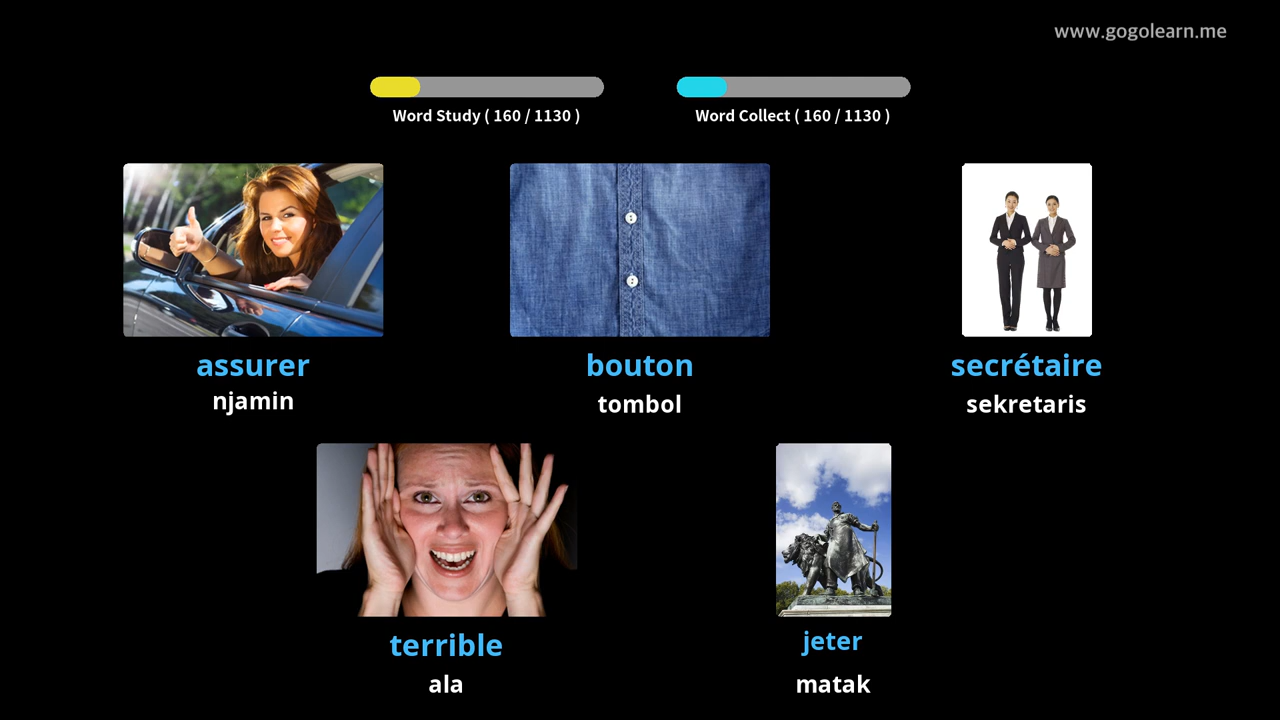 www.gogolearn.me
Word Study ( 160 / 1130 )
Word Collect ( 160 / 1130 )
assurer
njamin
bouton
tombol
secrétaire
sekretaris
terrible
ala
jeter
matak